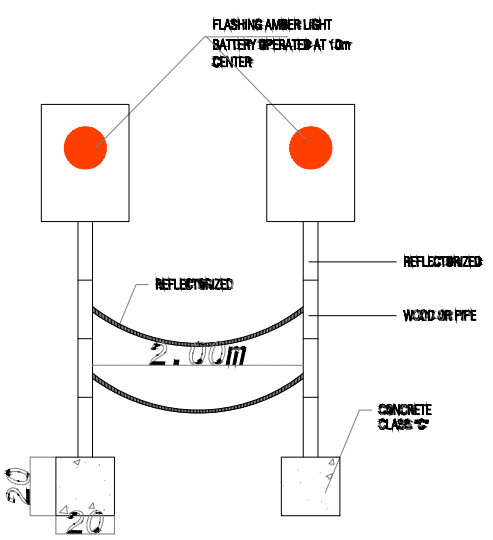 FLASHING AMBER LIGHT
BATTERY OPERATED AT 10m
CENTER
REFLECTORIZED
REFLECTORIZED
WOOD OR PIPE
2.00m
CONCRETE
CLASS "C"
20
20